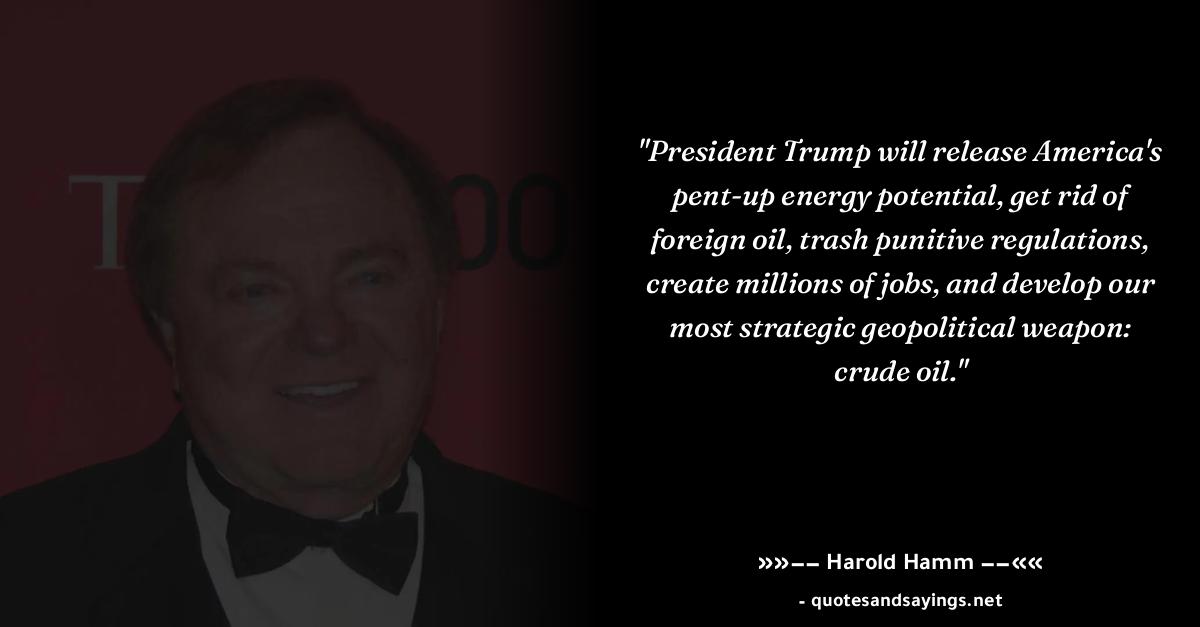 T 00
"President Trump will release America's
pent-up energy potential, get rid of
foreign oil, trash punitive regulations,
create millions of jobs, and develop our
most strategic geopolitical weapon:
crude oil."
»»−− Harold Hamm −−««
- quotesandsayings.net